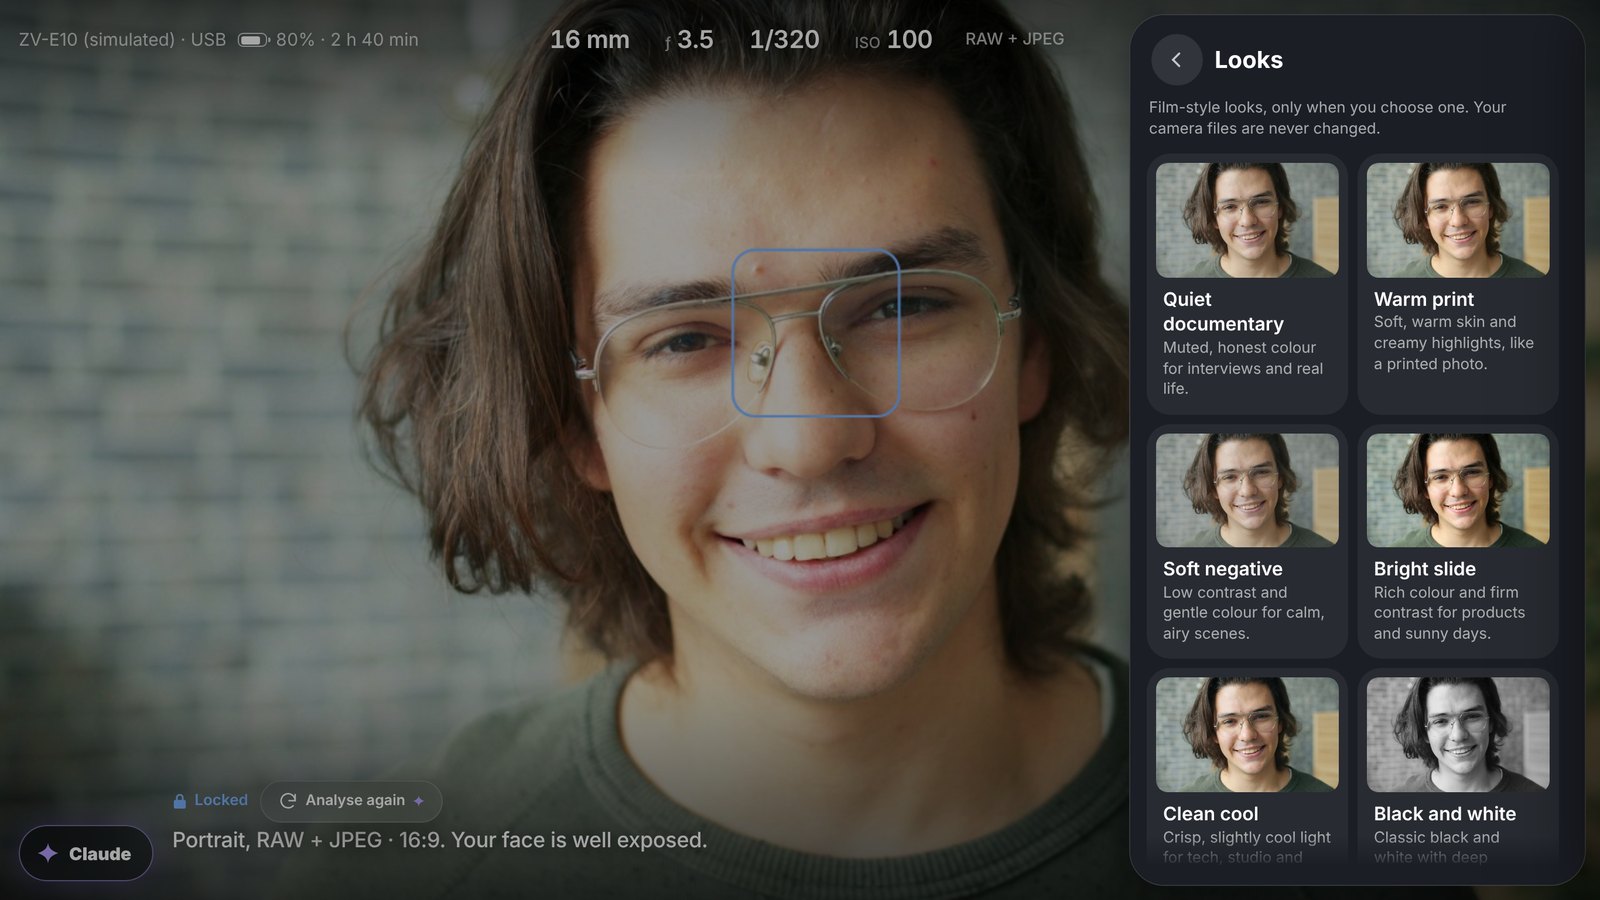 ZV-E10 (simulated) · USB 80% · 2 h 40 min
16 mm ƒ 3.5 1/320 ISO 100 RAW + JPEG
Looks
Film-style looks, only when you choose one. Your
camera files are never changed.
Quiet
documentary
Muted, honest colour
for interviews and real
life.
Warm print
Soft, warm skin and
creamy highlights, like
a printed photo.
Soft negative
Low contrast and
gentle colour for calm,
airy scenes.
Bright slide
Rich colour and firm
contrast for products
and sunny days.
Clean cool
Crisp, slightly cool light
for tech, studio and
Black and white
Classic black and
white with deep
Locked
Analyse again
Claude
Portrait, RAW + JPEG · 16:9. Your face is well exposed.